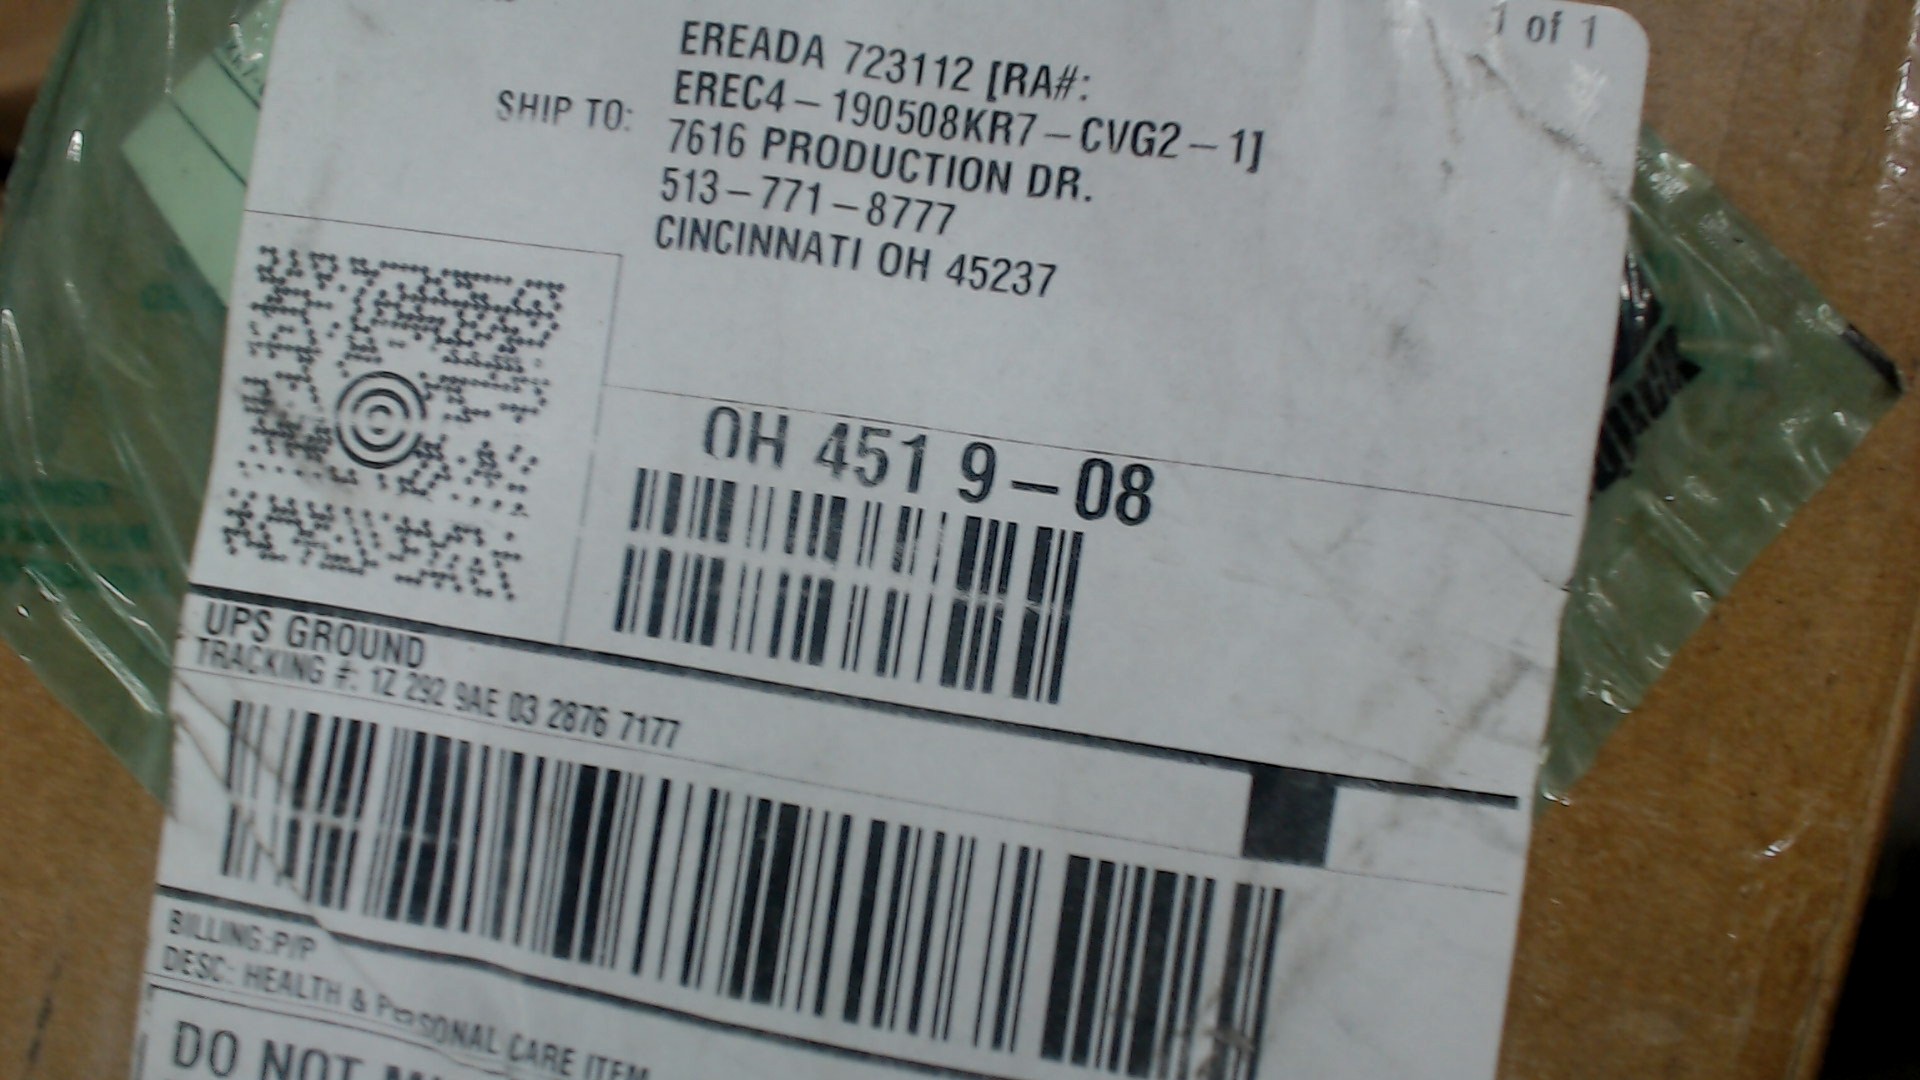 1 of 1
EREADA 723112 [RA#:
EREC4-190508KR7-CVG2-1]
SHIP TO: 7616 PRODUCTION DR.
513-771-8777
CINCINNATI OH 45237
OH 451 9-08
UPS GROUND
TRACKING #: 1Z 292 9AE 03 2876 7177
BILLING: P/P
DESC: HEALTH & PERSONAL CARE ITEM
DO NOT